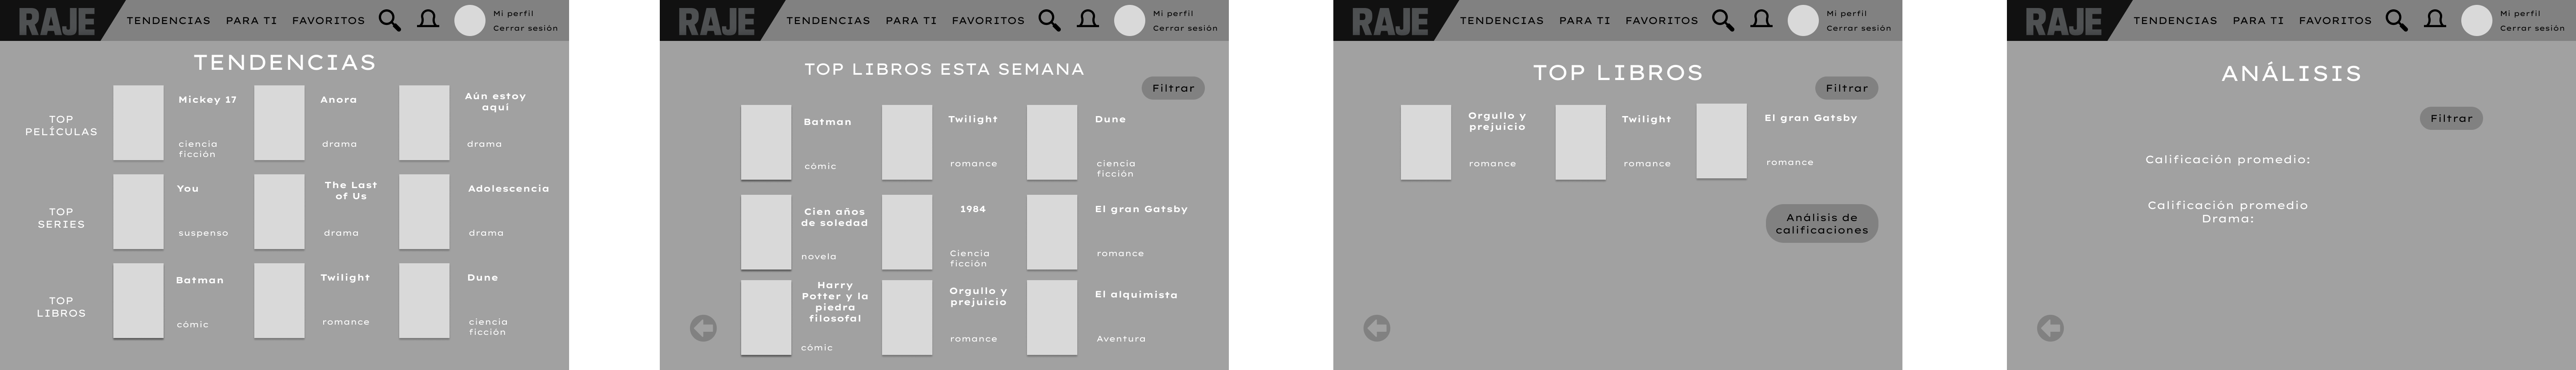 RAJE
TENDENCIAS PARA TI FAVORITOS
Mi perfil
Cerrar sesión
TENDENCIAS
TOP
PELÍCULAS
Mickey 17
ciencia
ficción
Anora
drama
Aún estoy
aqui
drama
TOP
SERIES
You
suspenso
The Last
of Us
drama
Adolescencia
drama
TOP
LIBROS
Batman
cómic
Twilight
romance
Dune
ciencia
ficción
RAJE
TENDENCIAS PARA TI FAVORITOS
Mi perfil
Cerrar sesión
TOP LIBROS ESTA SEMANA
Filtrar
Batman
cómic
Twilight
romance
Dune
ciencia
ficción
Cien años
de soledad
novela
1984
Ciencia
ficción
El gran Gatsby
romance
Harry
Potter y la
piedra
filosofal
cómic
Orgullo y
prejuicio
romance
El alquimista
Aventura
RAJE
TENDENCIAS PARA TI FAVORITOS
Mi perfil
Cerrar sesión
TOP LIBROS
Filtrar
Orgullo y
prejuicio
romance
Twilight
romance
El gran Gatsby
romance
Análisis de
calificaciones
RAJE
TENDENCIAS PARA TI FAVORITOS
Mi perfil
Cerrar sesión
ANÁLISIS
Filtrar
Calificación promedio:
Calificación promedio
Drama: